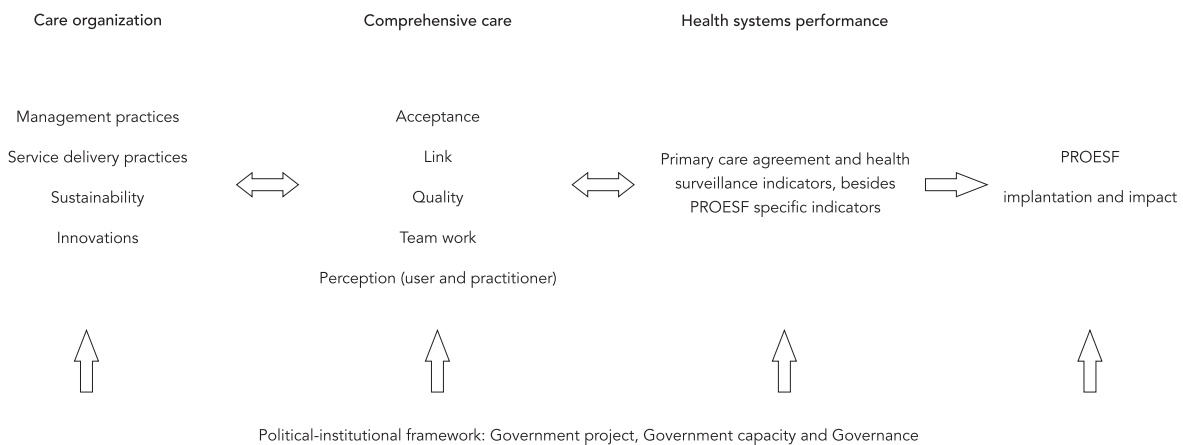 Care organization
Comprehensive care
Health systems performance
Management practices
Service delivery practices
Sustainability
Innovations
Acceptance
Link
Quality
Team work
Perception (user and practitioner)
Primary care agreement and health
surveillance indicators, besides
PROESF specific indicators
PROESF
implantation and impact
Political-institutional framework: Government project, Government capacity and Governance